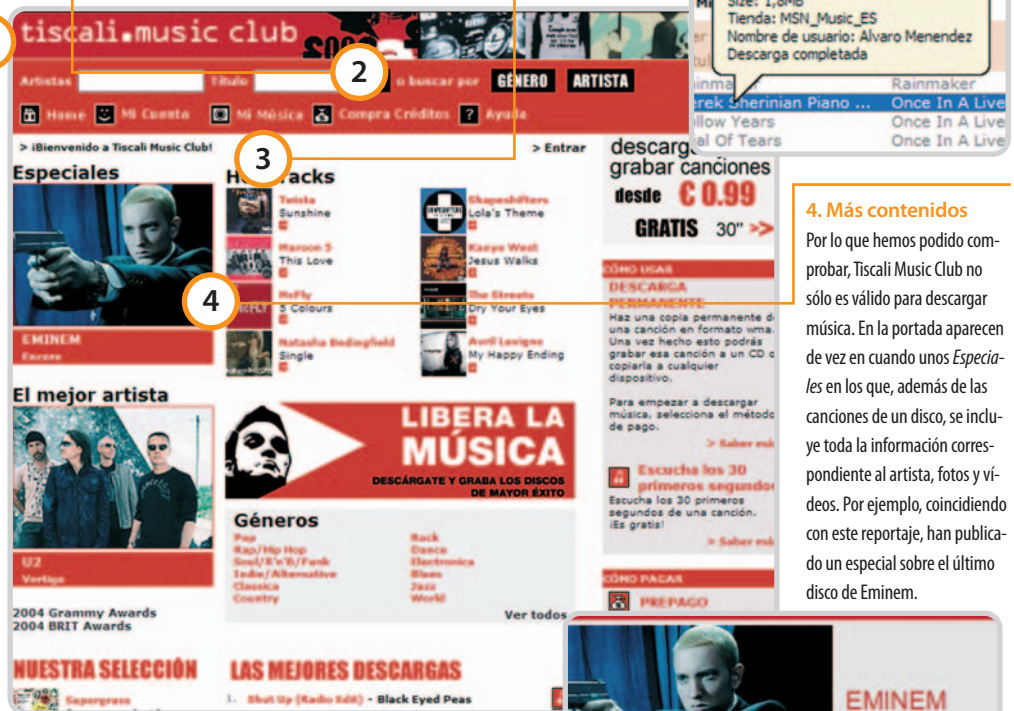 tiscali.music club
2
Artistas
Título
o buscar por GÉNERO ARTISTA
Home Mi Cuenta Mi Música Compra Créditos ? Ayuda
3
> ¡Bienvenido a Tiscali Music Club!
> Entrar
Especiales
EMINEM
Encore
El mejor artista
U2
Vertigo
2004 Grammy Awards
2004 BRIT Awards
NUESTRA SELECCIÓN
Supergrass
4
Twista
Sunshine
Maroon 5
This Love
McFly
5 Colours
Natasha Bedingfield
Single
Shapeshifters
Lola's Theme
Kanye West
Jesus Walks
The Streets
Dry Your Eyes
Avril Lavigne
My Happy Ending
LIBERA LA
MÚSICA
DESCÁRGATE Y GRABA LOS DISCOS
DE MAYOR ÉXITO
Géneros
Pop
Rap/Hip Hop
Soul/R'n'B/Funk
Indie/Alternative
Classica
Country
Rock
Dance
Electronica
Blues
Jazz
World
Ver todos
LAS MEJORES DESCARGAS
1. Shut Up (Radio Edit) - Black Eyed Peas
grabar canciones
desde € 0.99
GRATIS 30" >>
CÓMO USAR
DESCARGA
PERMANENTE
Haz una copia permanente d
una canción en formato wma.
Una vez hecho esto podrás
grabar esa canción a un CD o
copiarla a cualquier
dispositivo.
Para empezar a descargar
música, selecciona el método
de pago.
> Saber má
Escucha los 30
primeros segundo
Escucha los 30 primeros
segundos de una canción.
¡Es gratis!
> Saber má
CÓMO PAGAR
PREPAGO
Size: 1,8MB
Tienda: MSN_Music_ES
Nombre de usuario: Alvaro Menendez
Descarga completada
Rainmaker
erek Sherinian Piano ... Once In A Live
llow Years Once In A Live
al Of Tears Once In A Live
4. Más contenidos
Por lo que hemos podido com-
probar, Tiscali Music Club no
sólo es válido para descargar
música. En la portada aparecen
de vez en cuando unos Especia-
les en los que, además de las
canciones de un disco, se inclu-
ye toda la información corres-
pondiente al artista, fotos y ví-
deos. Por ejemplo, coincidiendo
con este reportaje, han publica-
do un especial sobre el último
disco de Eminem.
EMINEM